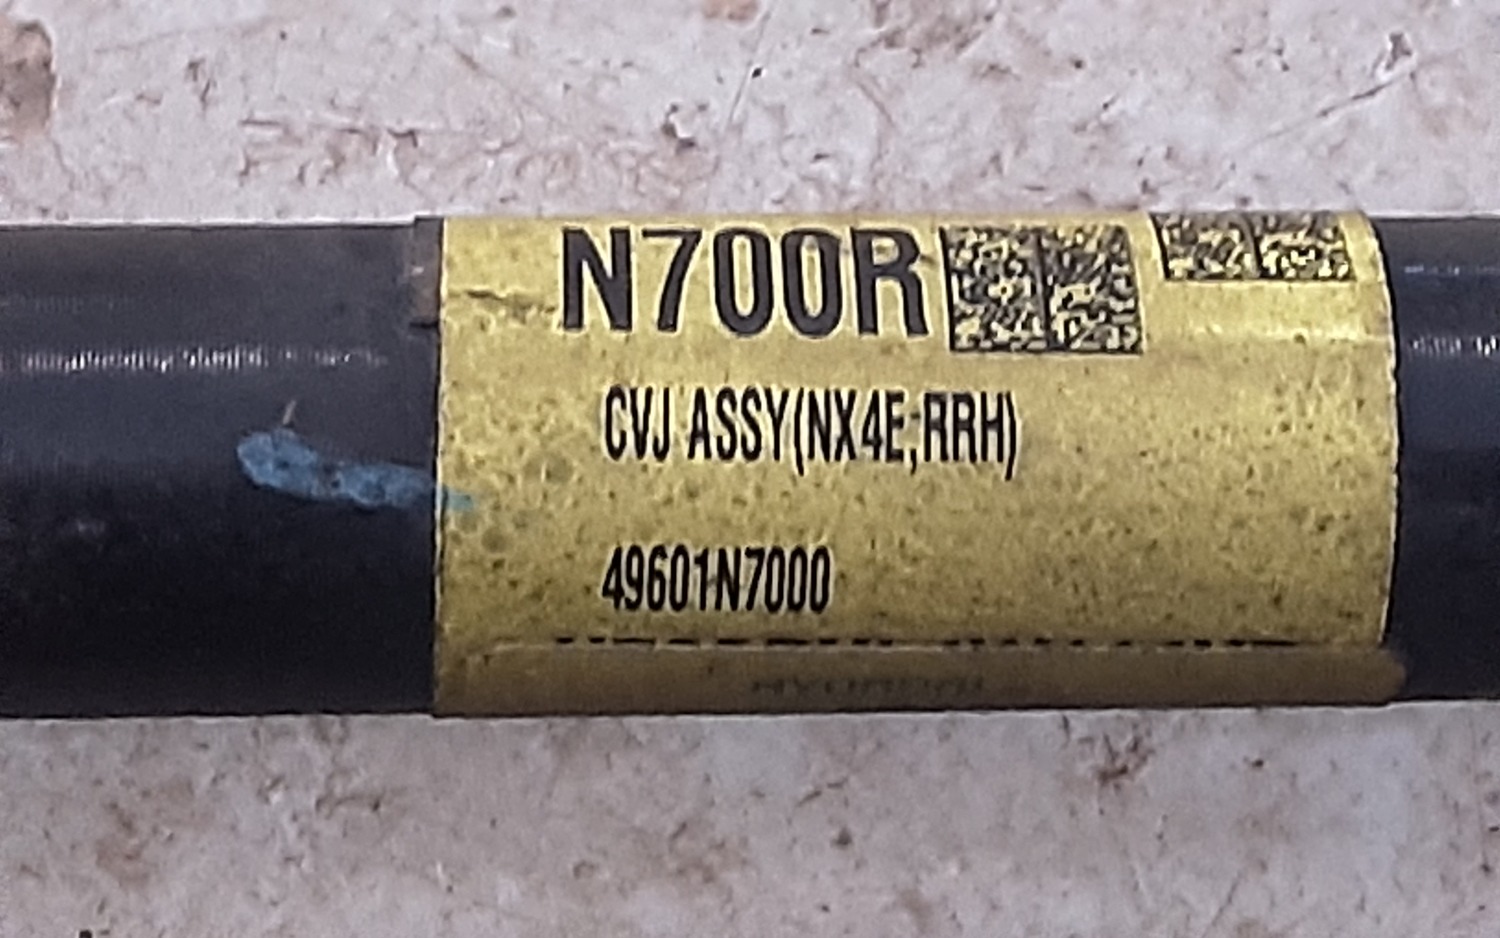 N700R
CVJ ASSY(NX4E;RRH)
49601N7000